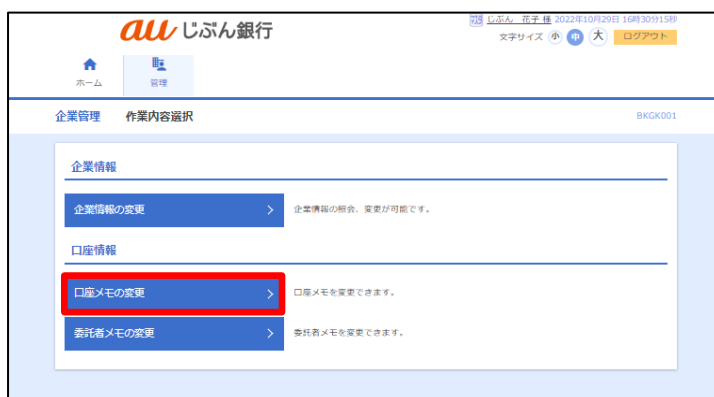 au じぶん銀行
じぶん 花子 様 2022年10月29日 16時30分15秒
文字サイズ 小 中 大 ログアウト
ホーム
管理
企業管理 作業内容選択 BKGK001
企業情報
企業情報の変更 企業情報の照会、変更が可能です。
口座情報
口座メモの変更 口座メモを変更できます。
委託者メモの変更 委託者メモを変更できます。